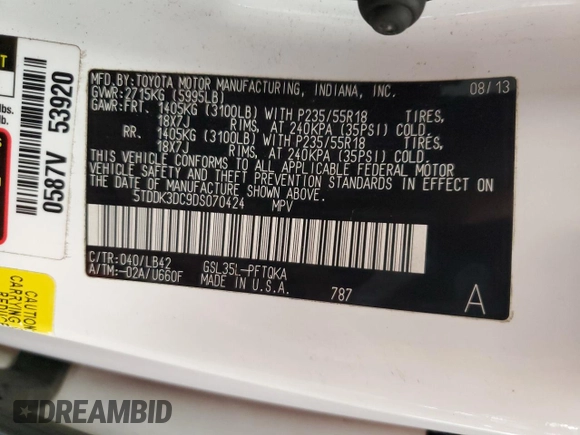 MFD.BY:TOYOTA MOTOR MANUFACTURING, INDIANA, INC. 08/13
GVWR:2715KG (5995LB)
GAWR:FRT. 1405KG (3100LB) WITH P235/55R18 TIRES,
18X7J RIMS, AT 240KPA (35PSI) COLD.
RR. 1405KG (3100LB) WITH P235/55R18 TIRES,
18X7J RIMS, AT 240KPA (35PSI) COLD.
THIS VEHICLE CONFORMS TO ALL APPLICABLE FEDERAL MOTOR
VEHICLE SAFETY AND THEFT PREVENTION STANDARDS IN EFFECT
ON THE DATE OF MANUFACTURE SHOWN ABOVE.
5TDDK3DC9DS070424 MPV
C/TR:040/LB42 GSL35L-PFTQKA
A/TM:-02A/U660F MADE IN U.S.A. 787 A
0587V 53920
lbs.
lb.
CAUTION
CARRYING
DREAMBID